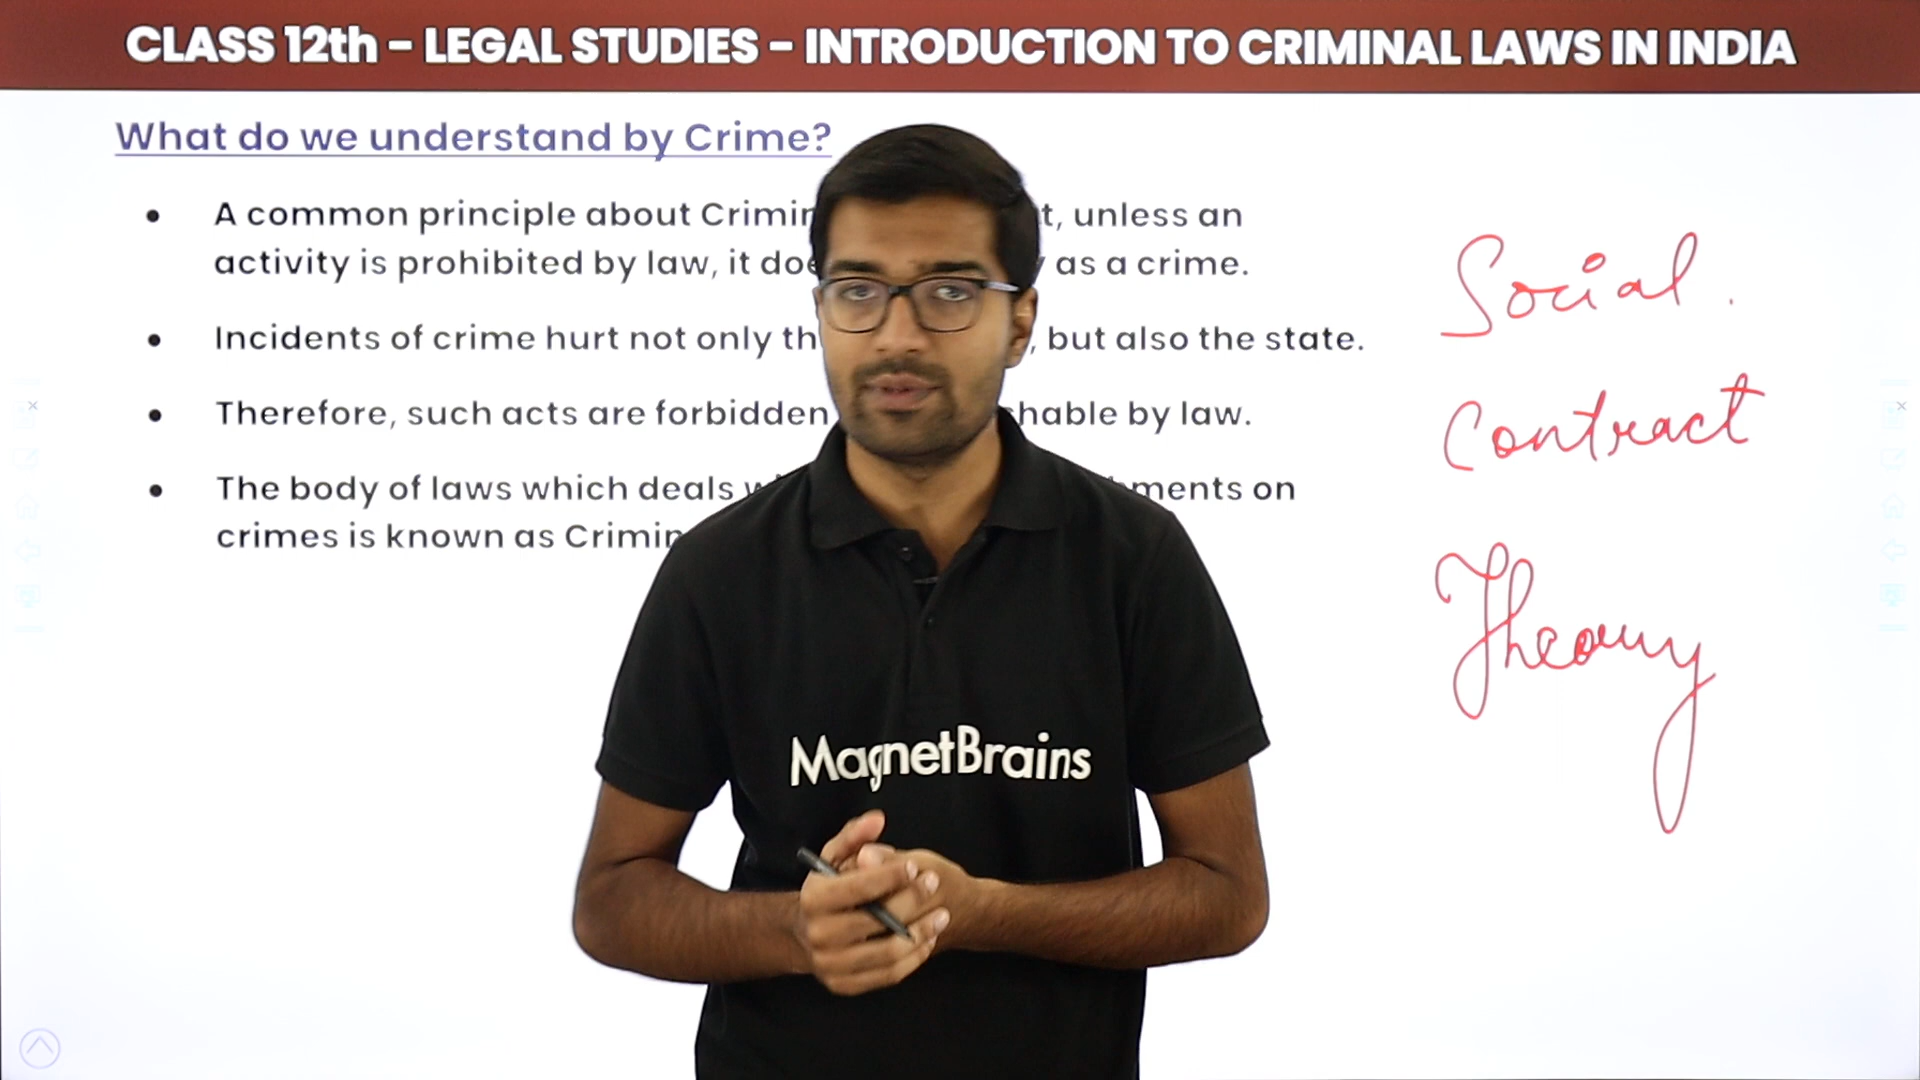 CLASS 12th – LEGAL STUDIES – INTRODUCTION TO CRIMINAL LAWS IN INDIA
What do we understand by Crime?
• A common principle about Crimin t, unless an
activity is prohibited by law, it doe as a crime.
• Incidents of crime hurt not only th , but also the state.
• Therefore, such acts are forbidden hable by law.
• The body of laws which deals ments on
crimes is known as Crimin
Social.
Contract
Theory
MagnetBrains